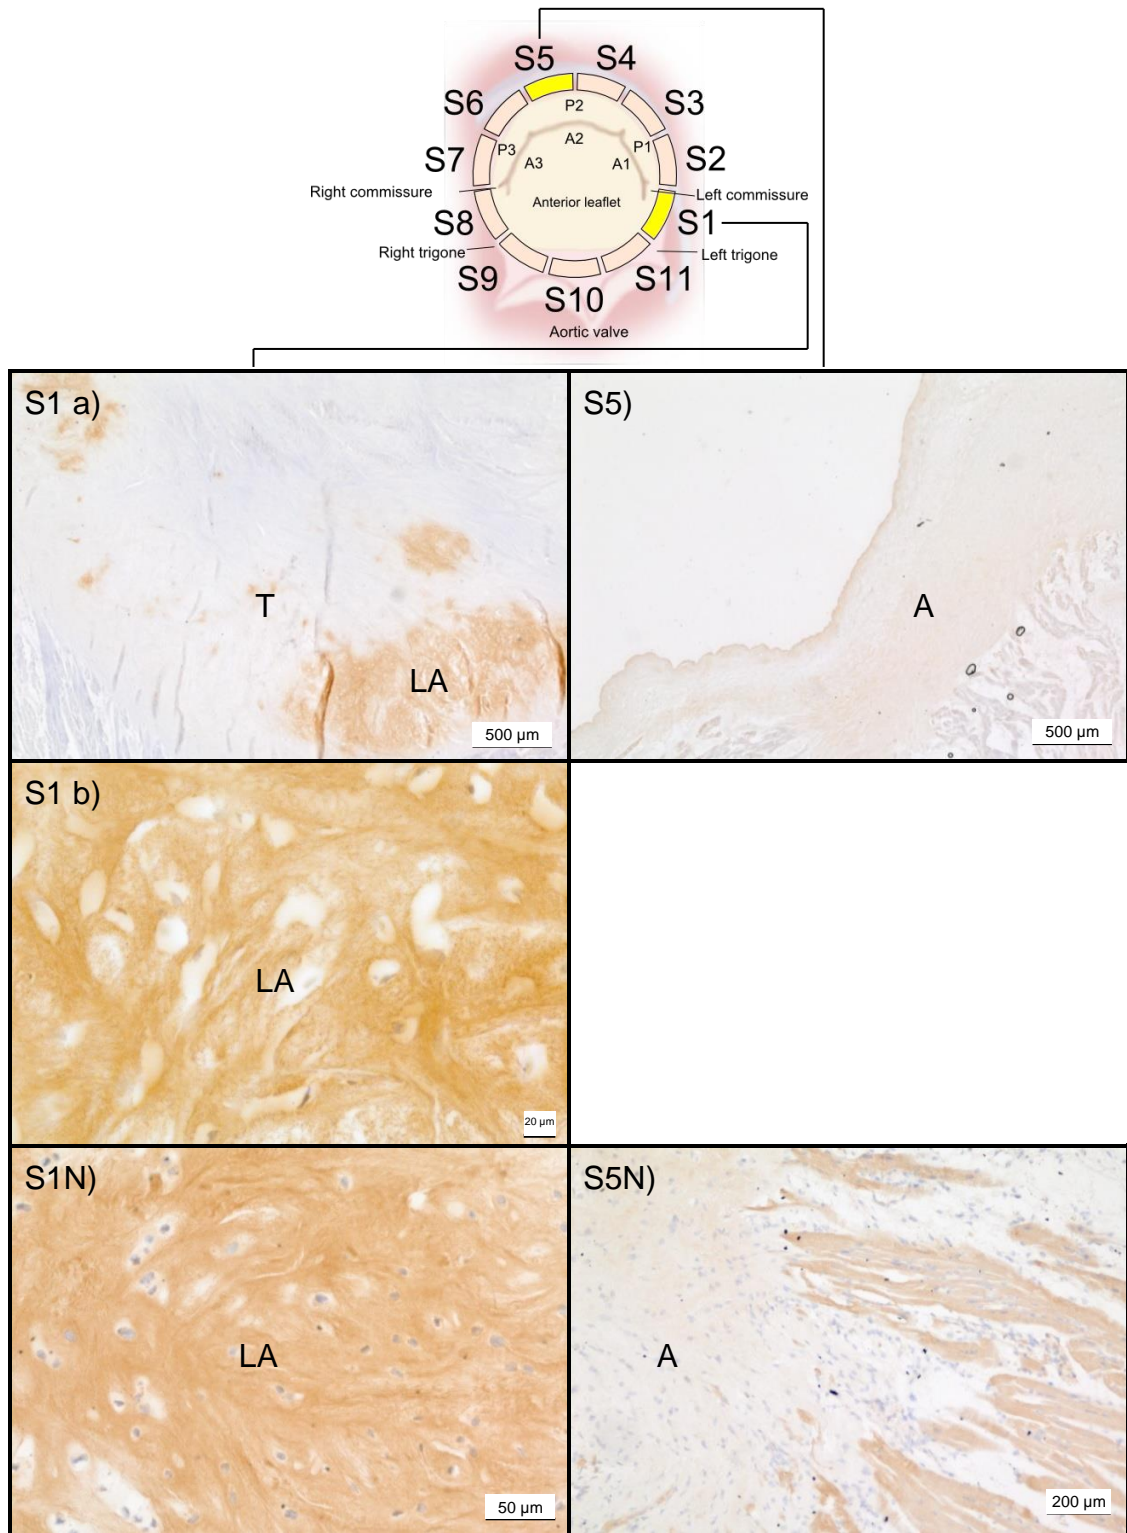 S5 S4
S6 S3
P2
A2
S7 P3 A3 A1 P1 S2
Right commissure Left commissure
Anterior leaflet
S8 S1
Right trigone Left trigone
S9 S11
S10
Aortic valve
S1 a) S5)
T A
LA
500 µm 500 µm
S1 b)
LA
20 µm
S1N) S5N)
LA A
50 µm 200 µm